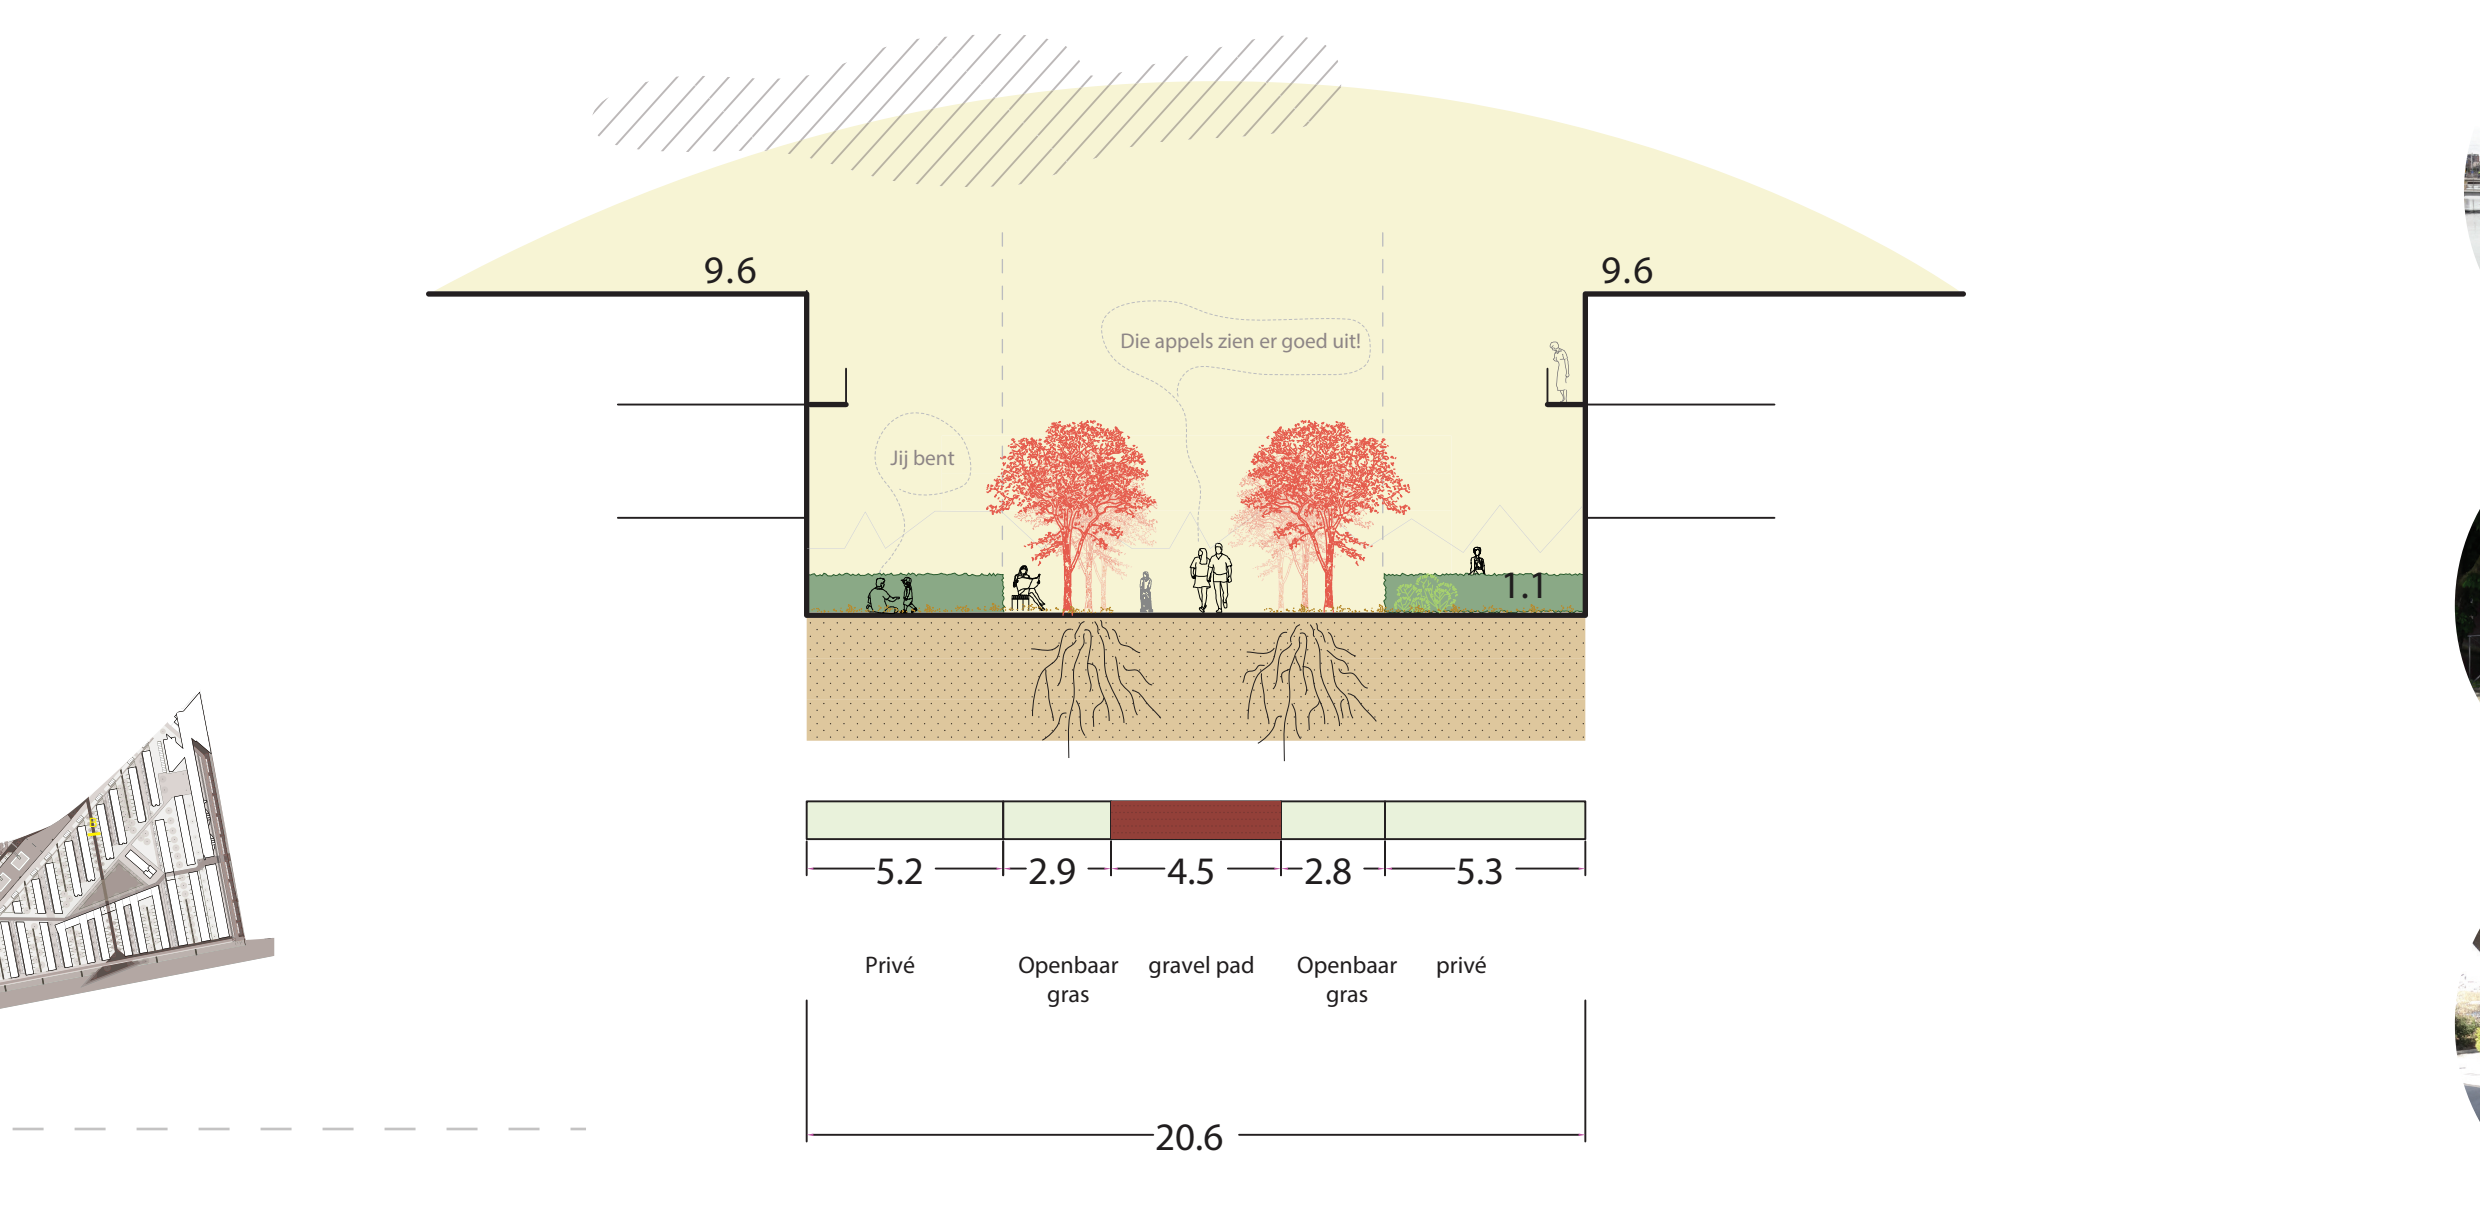 9.6
9.6
Die appels zien er goed uit!
Jij bent
1.1
5.2
2.9
4.5
2.8
5.3
Privé
Openbaar
gras
gravel pad
Openbaar
gras
privé
20.6